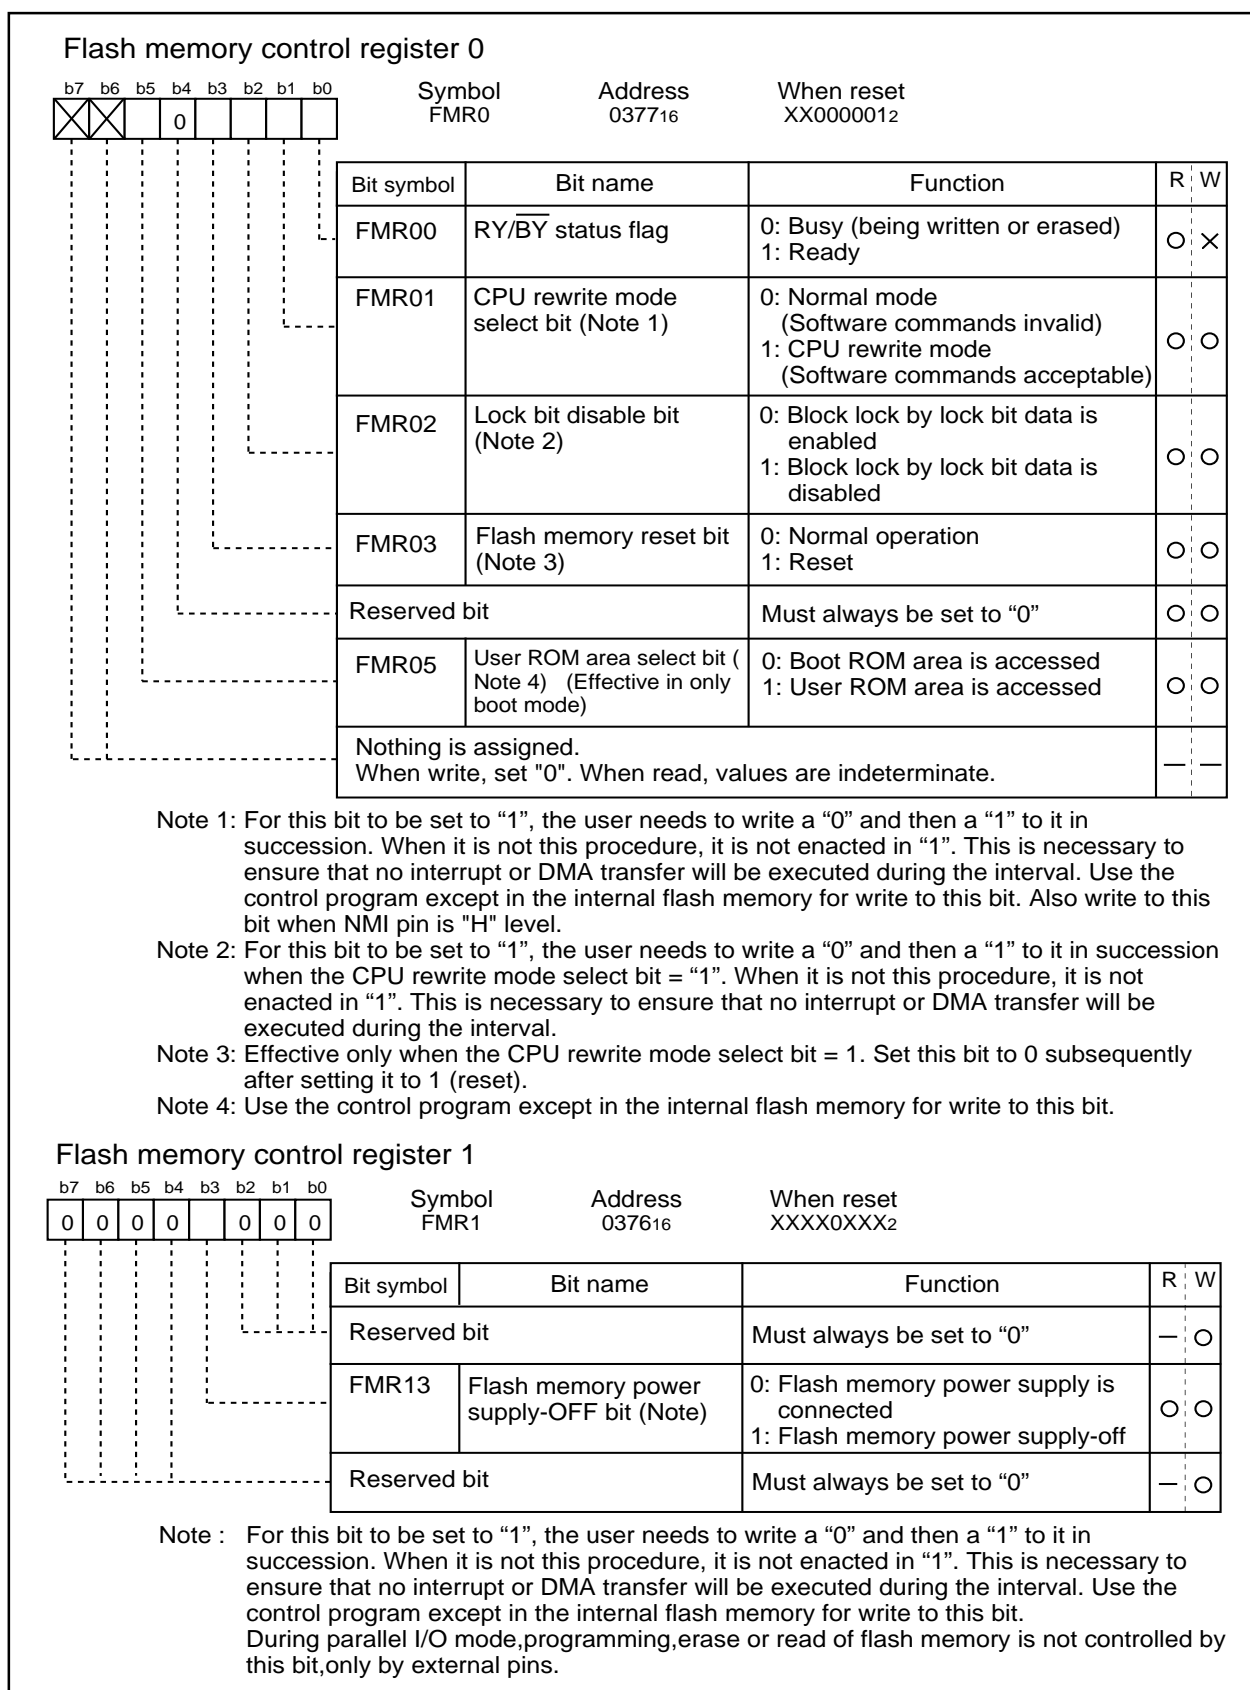 Flash memory control register 0
b7 b6 b5 b4 b3 b2 b1 b0
0
Symbol Address When reset
FMR0 037716 XX0000012
Bit symbol Bit name Function R W
FMR00 RY/BY status flag 0: Busy (being written or erased)
1: Ready
FMR01 CPU rewrite mode 0: Normal mode
select bit (Note 1) (Software commands invalid)
1: CPU rewrite mode
(Software commands acceptable)
FMR02 Lock bit disable bit 0: Block lock by lock bit data is
(Note 2) enabled
1: Block lock by lock bit data is
disabled
FMR03 Flash memory reset bit 0: Normal operation
(Note 3) 1: Reset
Reserved bit Must always be set to “0”
FMR05 User ROM area select bit ( 0: Boot ROM area is accessed
Note 4) (Effective in only 1: User ROM area is accessed
boot mode)
Nothing is assigned.
When write, set "0". When read, values are indeterminate.
Note 1: For this bit to be set to “1”, the user needs to write a “0” and then a “1” to it in
succession. When it is not this procedure, it is not enacted in “1”. This is necessary to
ensure that no interrupt or DMA transfer will be executed during the interval. Use the
control program except in the internal flash memory for write to this bit. Also write to this
bit when NMI pin is "H" level.
Note 2: For this bit to be set to “1”, the user needs to write a “0” and then a “1” to it in succession
when the CPU rewrite mode select bit = “1”. When it is not this procedure, it is not
enacted in “1”. This is necessary to ensure that no interrupt or DMA transfer will be
executed during the interval.
Note 3: Effective only when the CPU rewrite mode select bit = 1. Set this bit to 0 subsequently
after setting it to 1 (reset).
Note 4: Use the control program except in the internal flash memory for write to this bit.
Flash memory control register 1
b7 b6 b5 b4 b3 b2 b1 b0
0 0 0 0 0 0 0
Symbol Address When reset
FMR1 037616 XXXX0XXX2
Bit symbol Bit name Function R W
Reserved bit Must always be set to “0”
FMR13 Flash memory power 0: Flash memory power supply is
supply-OFF bit (Note) connected
1: Flash memory power supply-off
Reserved bit Must always be set to “0”
Note : For this bit to be set to “1”, the user needs to write a “0” and then a “1” to it in
succession. When it is not this procedure, it is not enacted in “1”. This is necessary to
ensure that no interrupt or DMA transfer will be executed during the interval. Use the
control program except in the internal flash memory for write to this bit.
During parallel I/O mode,programming,erase or read of flash memory is not controlled by
this bit,only by external pins.